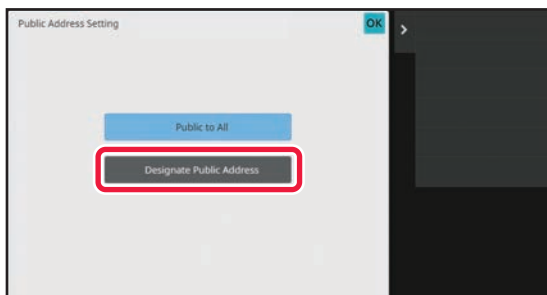 Public Address Setting
OK
Public to All
Designate Public Address